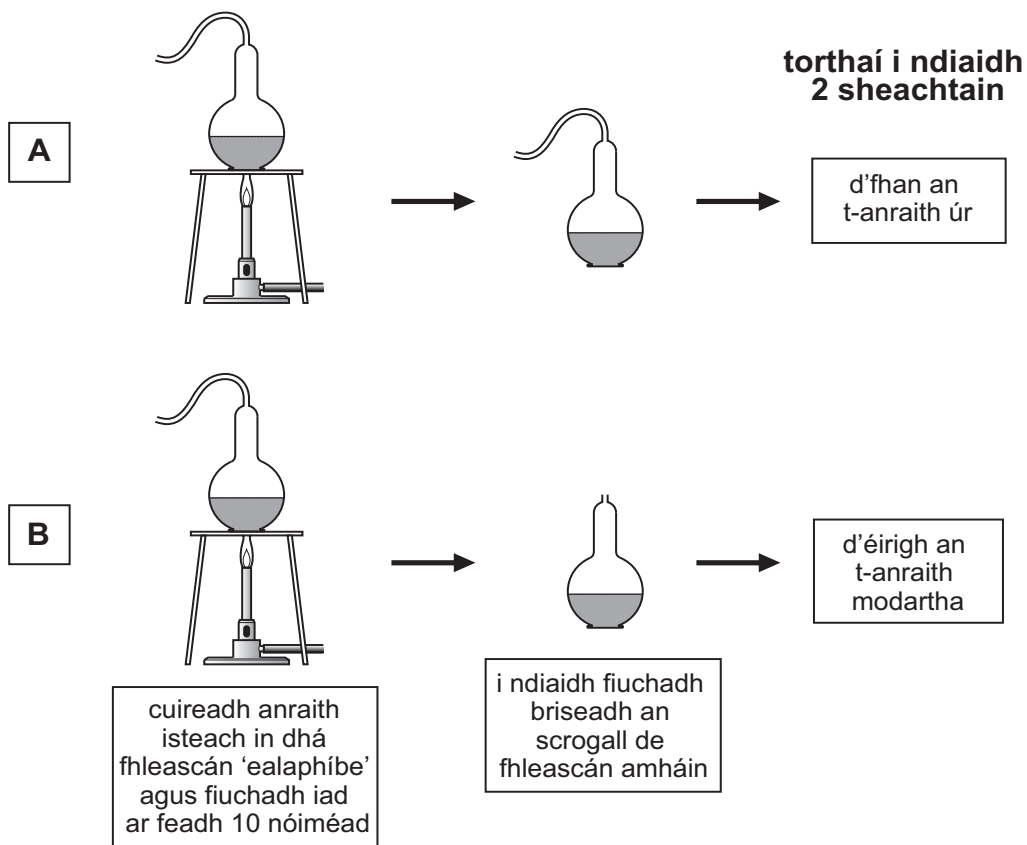 torthaí i ndiaidh
2 sheachtain
A
d'fhan an
t-anraith úr
B
d'éirigh an
t-anraith
modartha
cuireadh anraith
isteach in dhá
fhleascán ‘ealaphíbe’
agus fiuchadh iad
ar feadh 10 nóiméad
i ndiaidh fiuchadh
briseadh an
scrogall de
fhleascán amháin